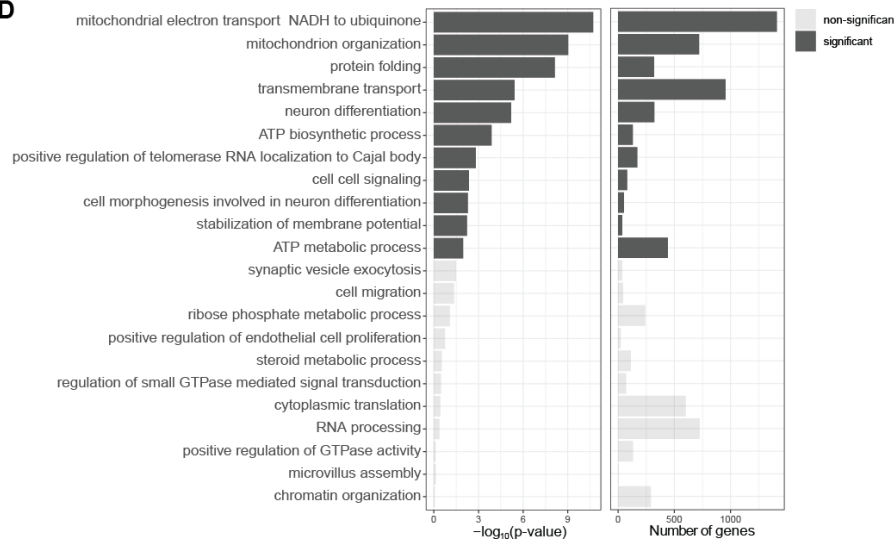 D
mitochondrial electron transport NADH to ubiquinone
mitochondrion organization
protein folding
transmembrane transport
neuron differentiation
ATP biosynthetic process
positive regulation of telomerase RNA localization to Cajal body
cell cell signaling
cell morphogenesis involved in neuron differentiation
stabilization of membrane potential
ATP metabolic process
synaptic vesicle exocytosis
cell migration
ribose phosphate metabolic process
positive regulation of endothelial cell proliferation
steroid metabolic process
regulation of small GTPase mediated signal transduction
cytoplasmic translation
RNA processing
positive regulation of GTPase activity
microvillus assembly
chromatin organization
0 3 6 9
−log₁₀(p-value)
0 500 1000
Number of genes
non-significan
significant